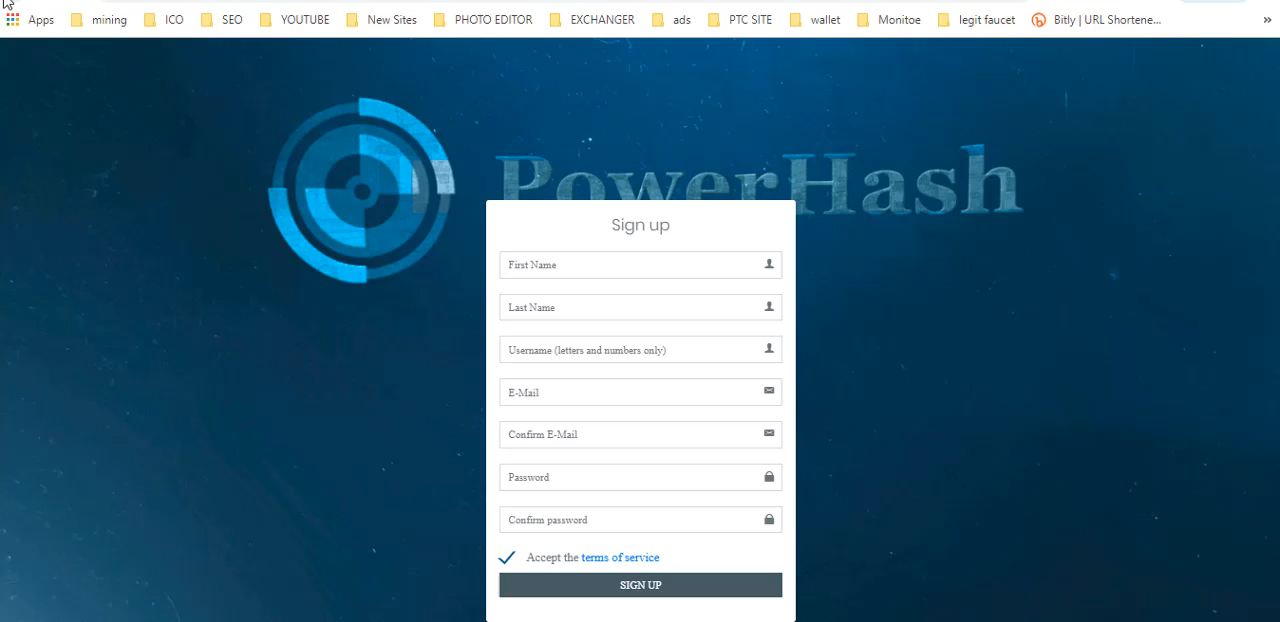 Apps mining ICO SEO YOUTUBE New Sites PHOTO EDITOR EXCHANGER ads PTC SITE wallet Monitoe legit faucet Bitly | URL Shortene... »
PowerHash
Sign up
First Name
Last Name
Username (letters and numbers only)
E-Mail
Confirm E-Mail
Password
Confirm password
Accept the terms of service
SIGN UP